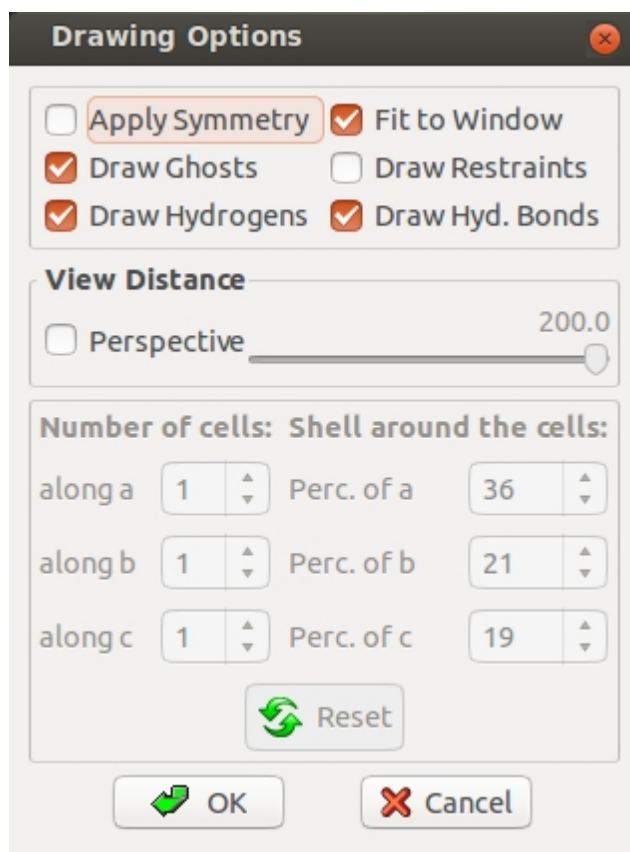 Drawing Options
Apply Symmetry Fit to Window
Draw Ghosts Draw Restraints
Draw Hydrogens Draw Hyd. Bonds
View Distance
200.0
Perspective
Number of cells: Shell around the cells:
along a 1 Perc. of a 36
along b 1 Perc. of b 21
along c 1 Perc. of c 19
Reset
OK Cancel